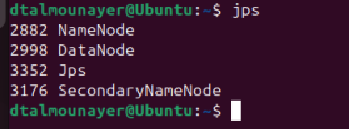 dtalmounayer@Ubuntu:~$ jps
2882 NameNode
2998 DataNode
3352 Jps
3176 SecondaryNameNode
dtalmounayer@Ubuntu:~$